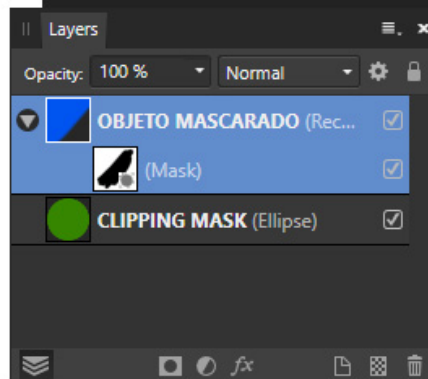 Layers
Opacity: 100 % Normal
OBJETO MASCARADO (Rec...
(Mask)
CLIPPING MASK (Ellipse)
fx